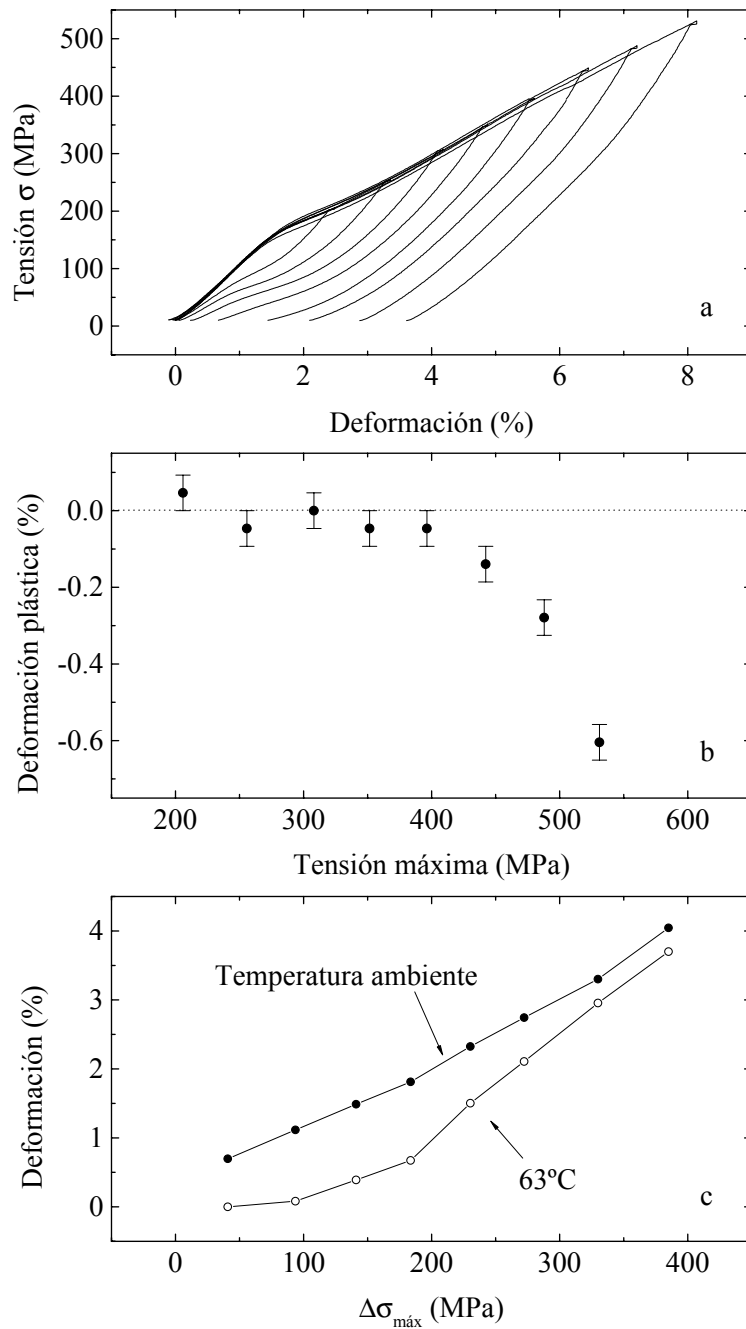 500
400
300
200
100
0
Tensión σ (MPa)
a
0 2 4 6 8
Deformación (%)
0.0
-0.2
-0.4
-0.6
Deformación plástica (%)
b
200 300 400 500 600
Tensión máxima (MPa)
4
3
2
1
0
Deformación (%)
Temperatura ambiente
63ºC
c
0 100 200 300 400
Δσmáx (MPa)